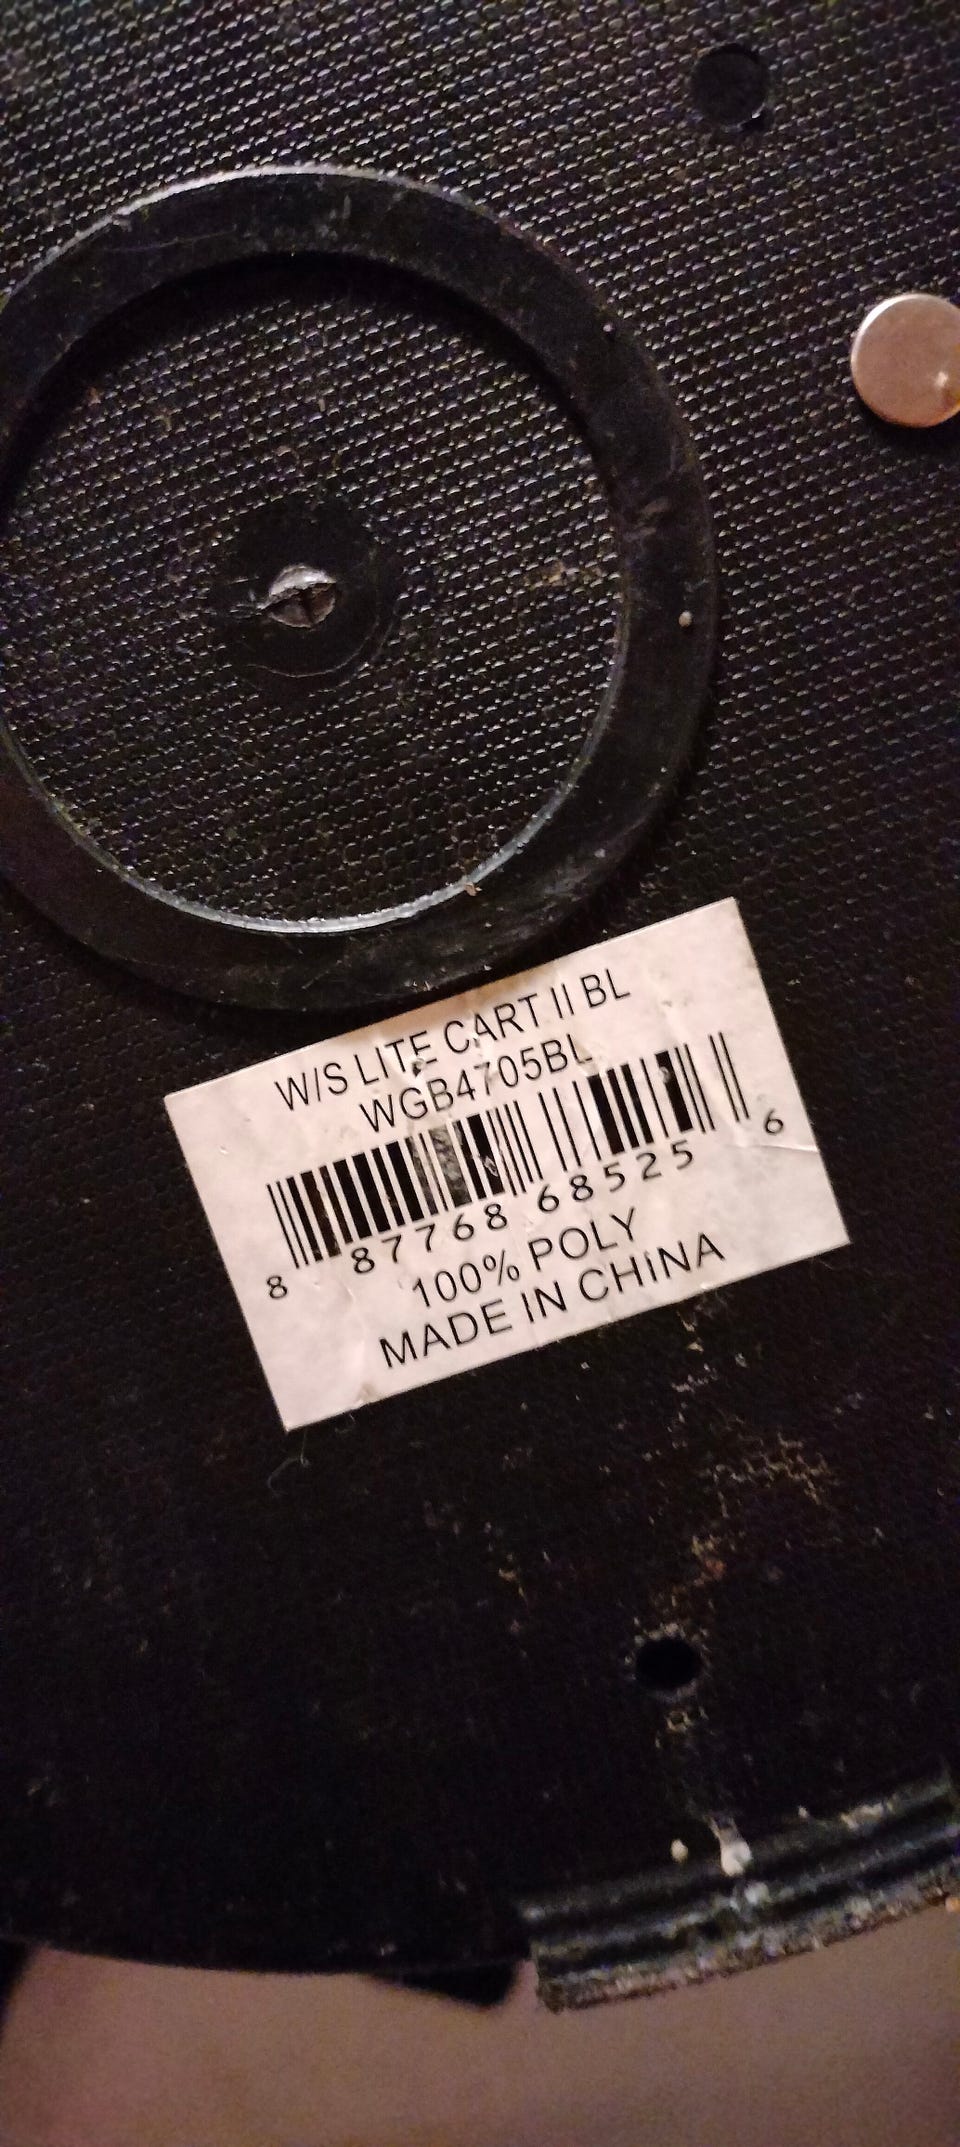 W/S LITE CART II BL
WGB4705BL
8 87768 68525 6
100% POLY
MADE IN CHINA